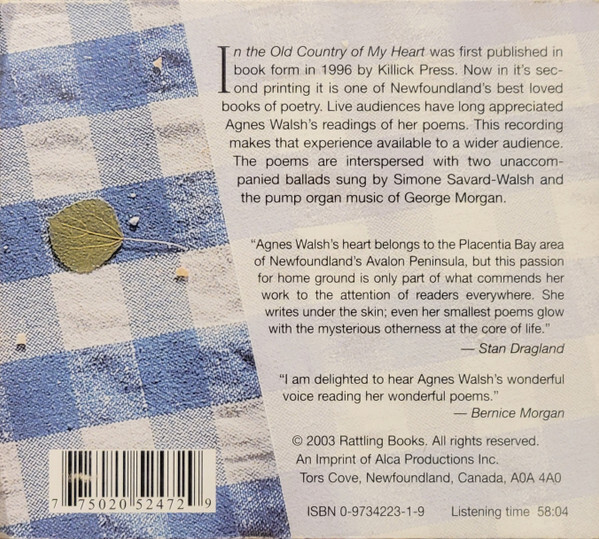 In the Old Country of My Heart was first published in
book form in 1996 by Killick Press. Now in it's sec-
ond printing it is one of Newfoundland's best loved
books of poetry. Live audiences have long appreciated
Agnes Walsh's readings of her poems. This recording
makes that experience available to a wider audience.
The poems are interspersed with two unaccom-
panied ballads sung by Simone Savard-Walsh and
the pump organ music of George Morgan.
“Agnes Walsh's heart belongs to the Placentia Bay area
of Newfoundland's Avalon Peninsula, but this passion
for home ground is only part of what commends her
work to the attention of readers everywhere. She
writes under the skin; even her smallest poems glow
with the mysterious otherness at the core of life.”
— Stan Dragland
“I am delighted to hear Agnes Walsh's wonderful
voice reading her wonderful poems.”
— Bernice Morgan
© 2003 Rattling Books. All rights reserved.
An Imprint of Alca Productions Inc.
Tors Cove, Newfoundland, Canada, A0A 4A0
ISBN 0-9734223-1-9 Listening time 58:04
7 75020 52472 9